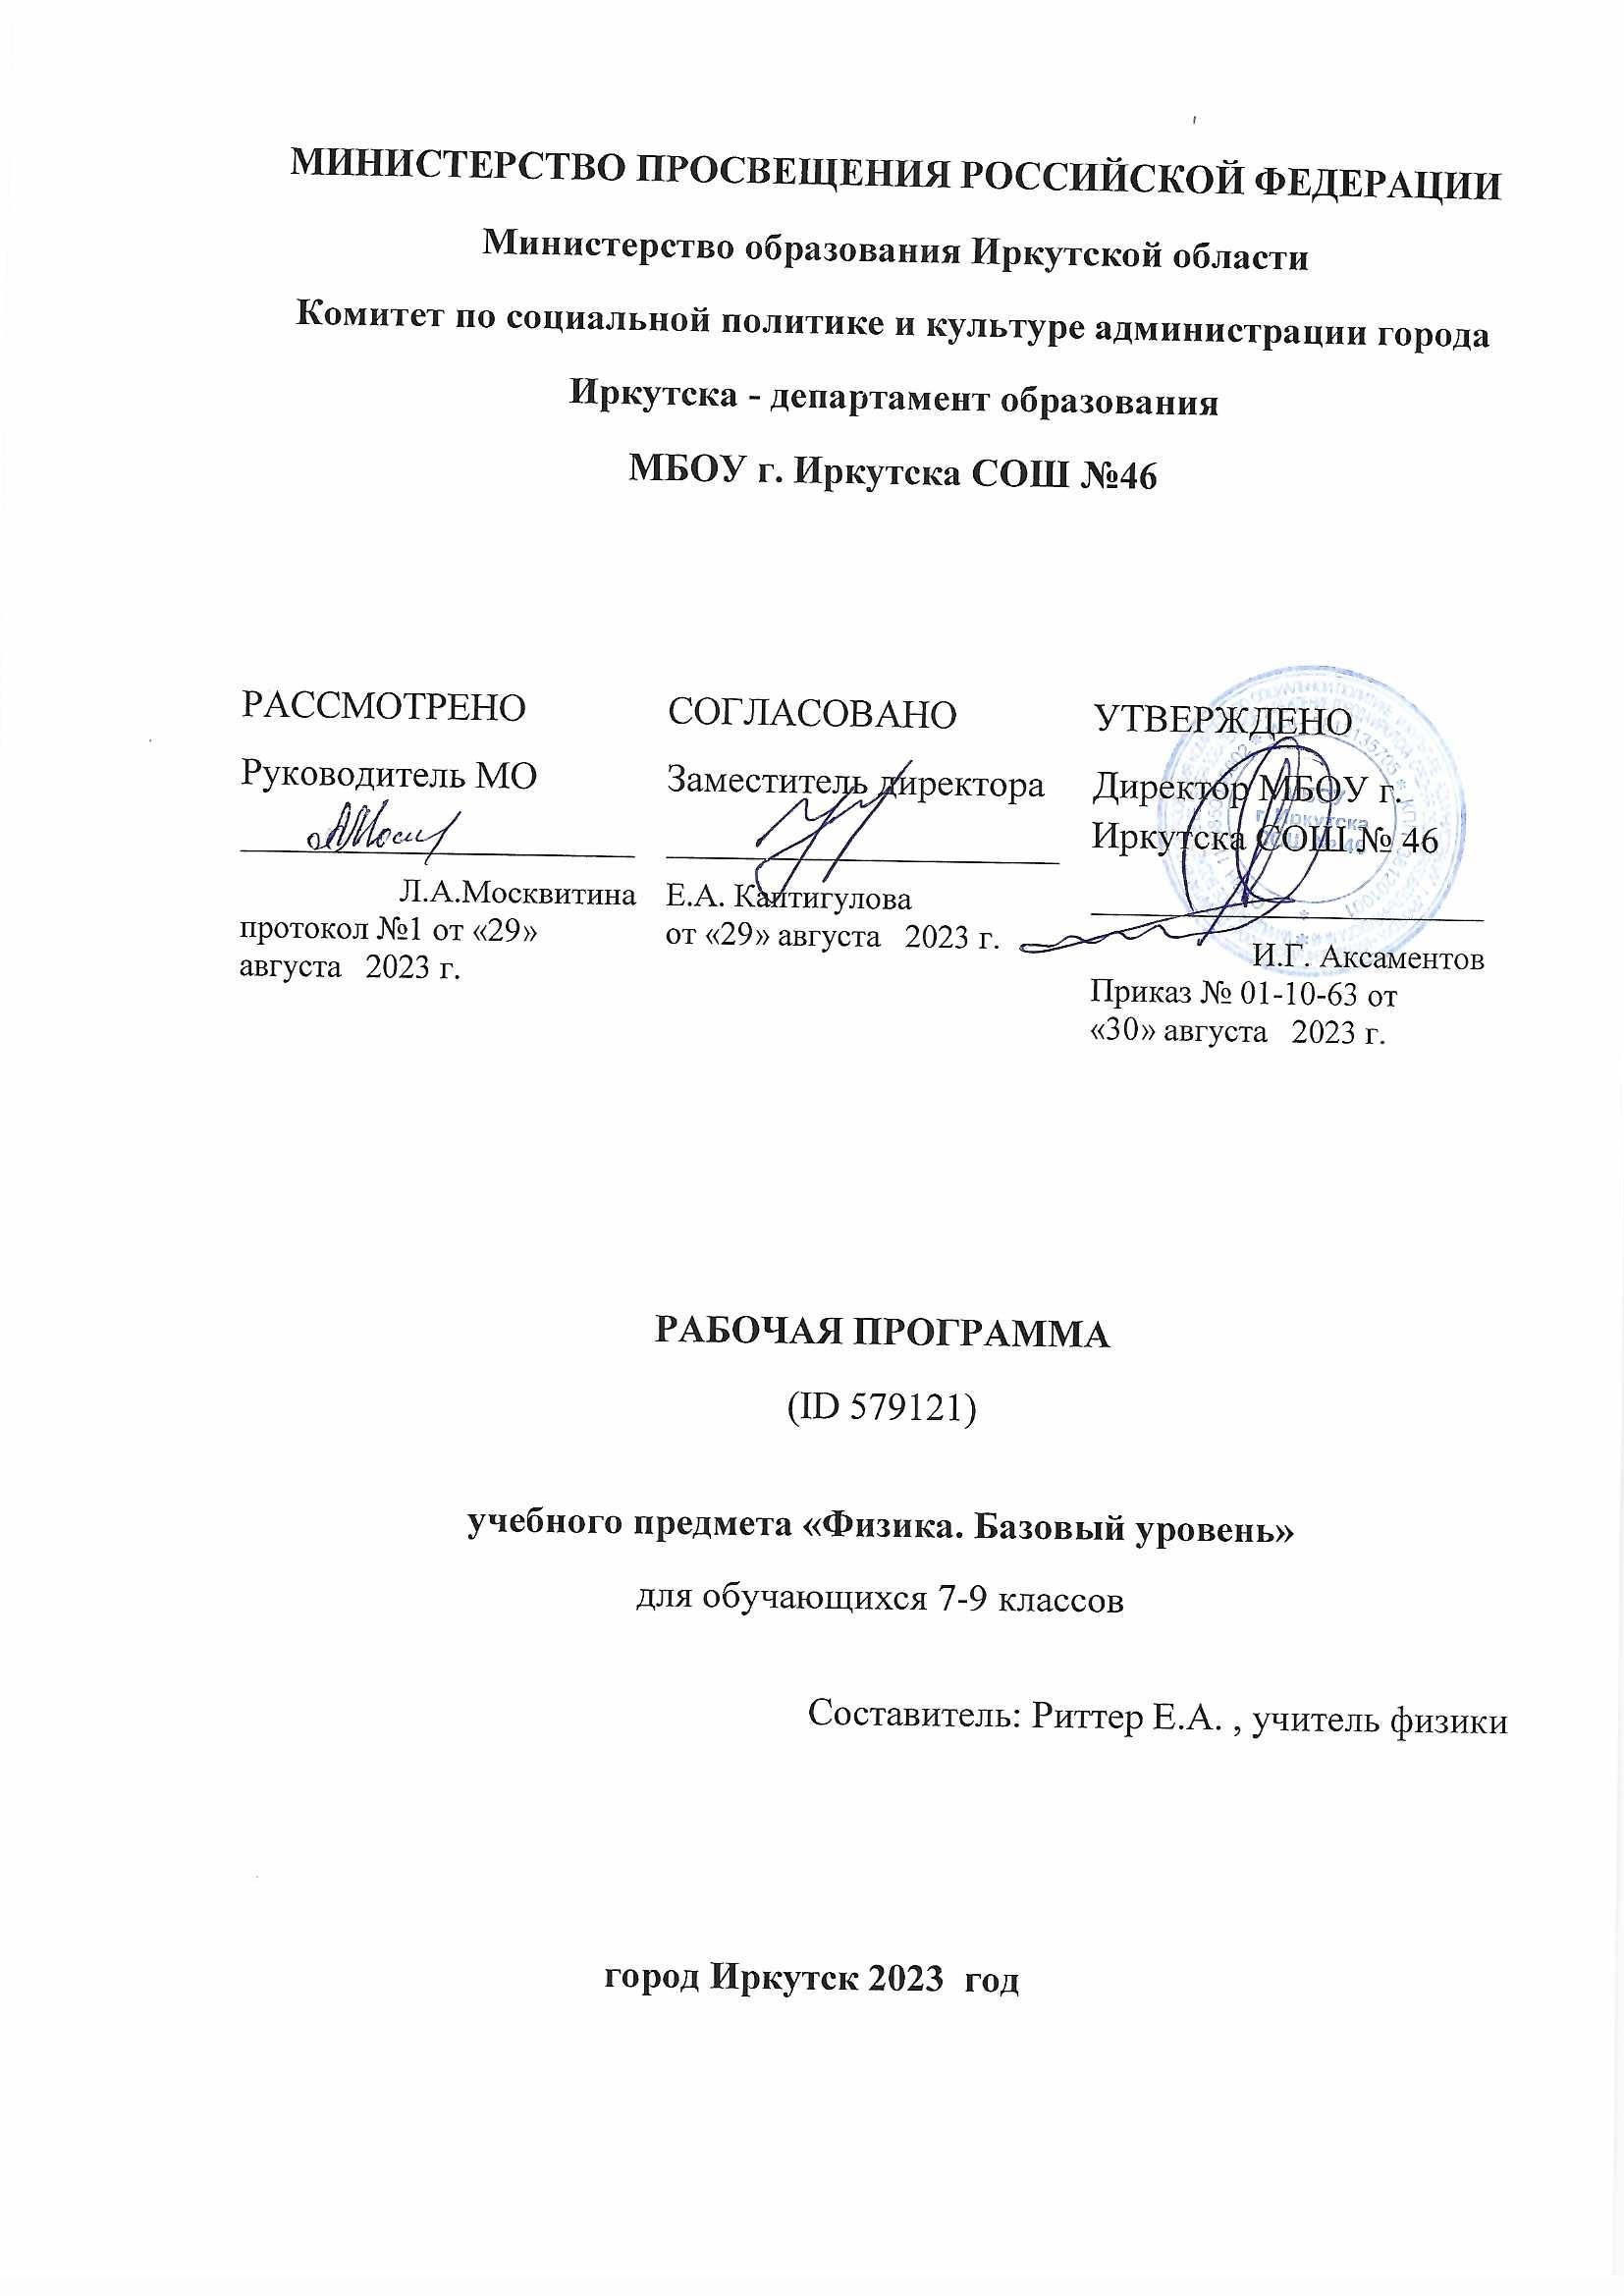 МИНИСТЕРСТВО ПРОСВЕЩЕНИЯ РОССИЙСКОЙ ФЕДЕРАЦИИ
Министерство образования Иркутской области
Комитет по социальной политике и культуре администрации города
Иркутска - департамент образования
МБОУ г. Иркутска СОШ №46
РАССМОТРЕНО
Руководитель МО
Л.А.Москвитина
протокол №1 от «29»
августа 2023 г.
СОГЛАСОВАНО
Заместитель директора
Е.А. Каптигулова
от «29» августа 2023 г.
УТВЕРЖДЕНО
Директор МБОУ г.
Иркутска СОШ № 46
И.Г. Аксаментов
Приказ № 01-10-63 от
«30» августа 2023 г.
г. Иркутска
РАБОЧАЯ ПРОГРАММА
(ID 579121)
учебного предмета «Физика. Базовый уровень»
для обучающихся 7-9 классов
Составитель: Риттер Е.А. , учитель физики
город Иркутск 2023 год